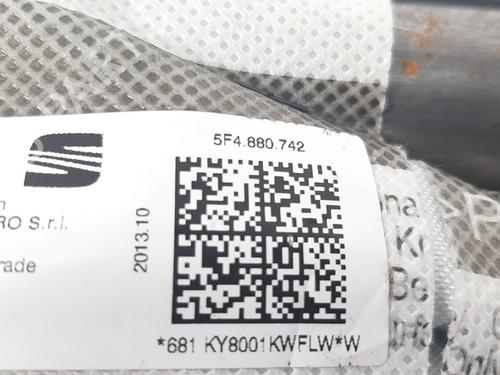 5F4.880.742
RO S.r.l.
rade
2013.10
*681 KY8001KWFLW*W